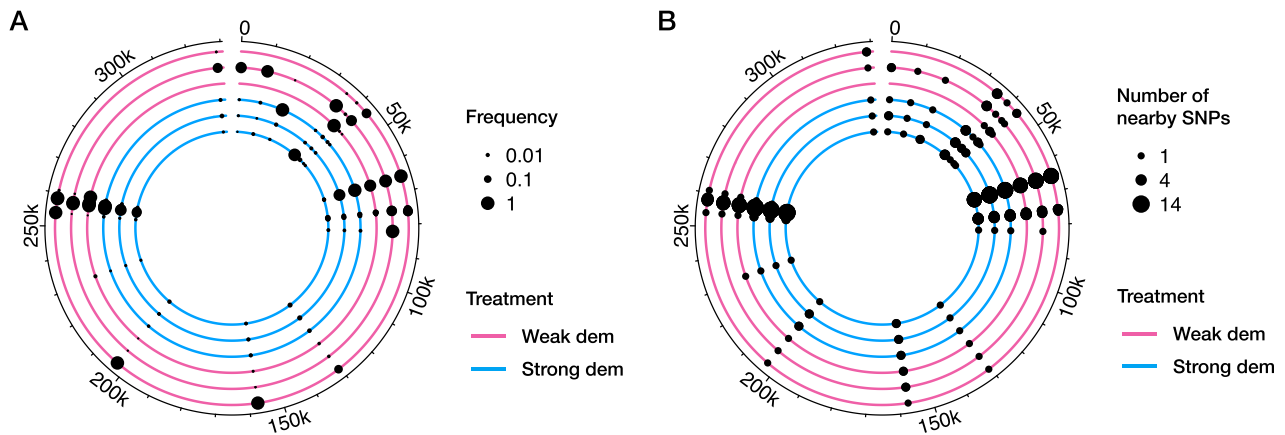 A
0
50k
100k
150k
200k
250k
300k
Frequency
0.01
0.1
1
Treatment
Weak dem
Strong dem
B
0
50k
100k
150k
200k
250k
300k
Number of
nearby SNPs
1
4
14
Treatment
Weak dem
Strong dem